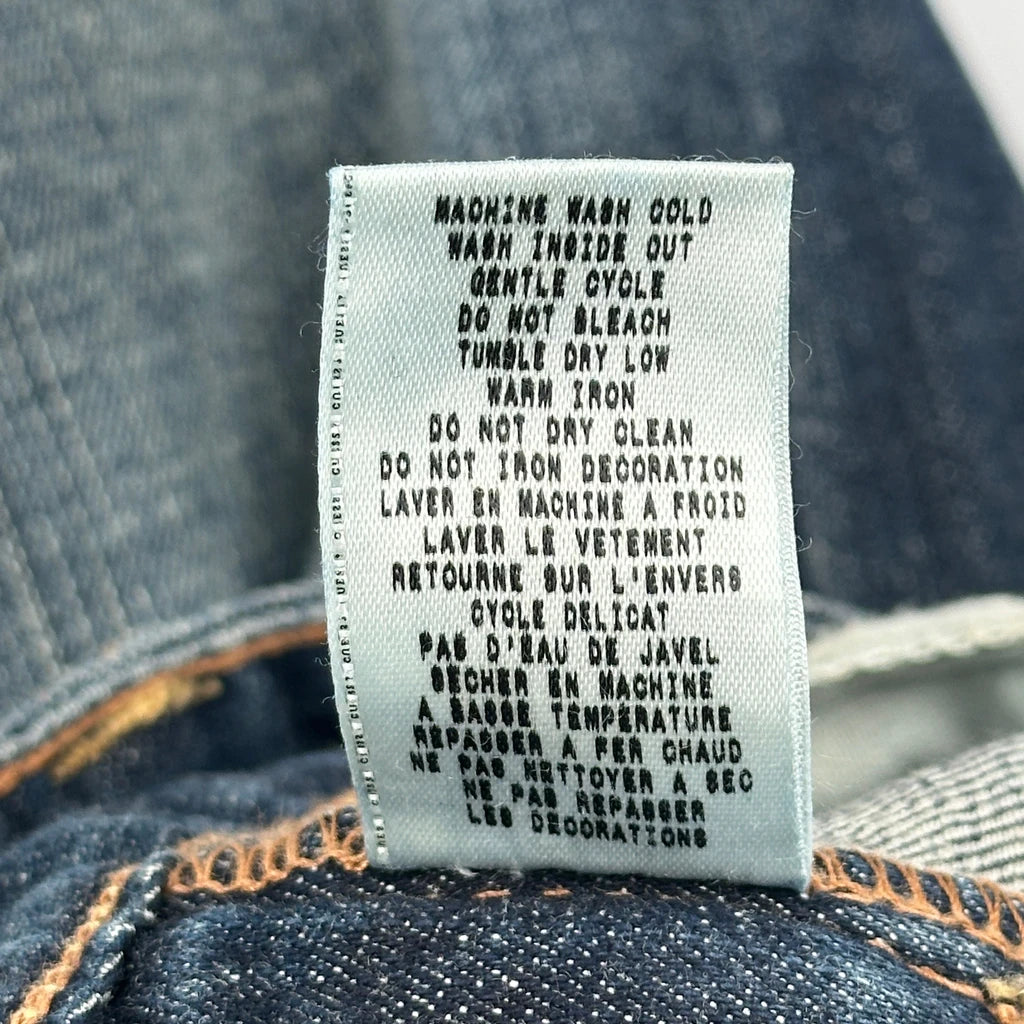 MACHINE WASH COLD
WASH INSIDE OUT
GENTLE CYCLE
DO NOT BLEACH
TUMBLE DRY LOW
WARM IRON
DO NOT DRY CLEAN
DO NOT IRON DECORATION
LAVER EN MACHINE A FROID
LAVER LE VETEMENT
RETOURNE SUR L'ENVERS
CYCLE DELICAT
PAS D'EAU DE JAVEL
SECHER EN MACHINE
A BASSE TEMPERATURE
REPASSER A FER CHAUD
NE PAS NETTOYER A SEC
NE PAS REPASSER
LES DECORATIONS